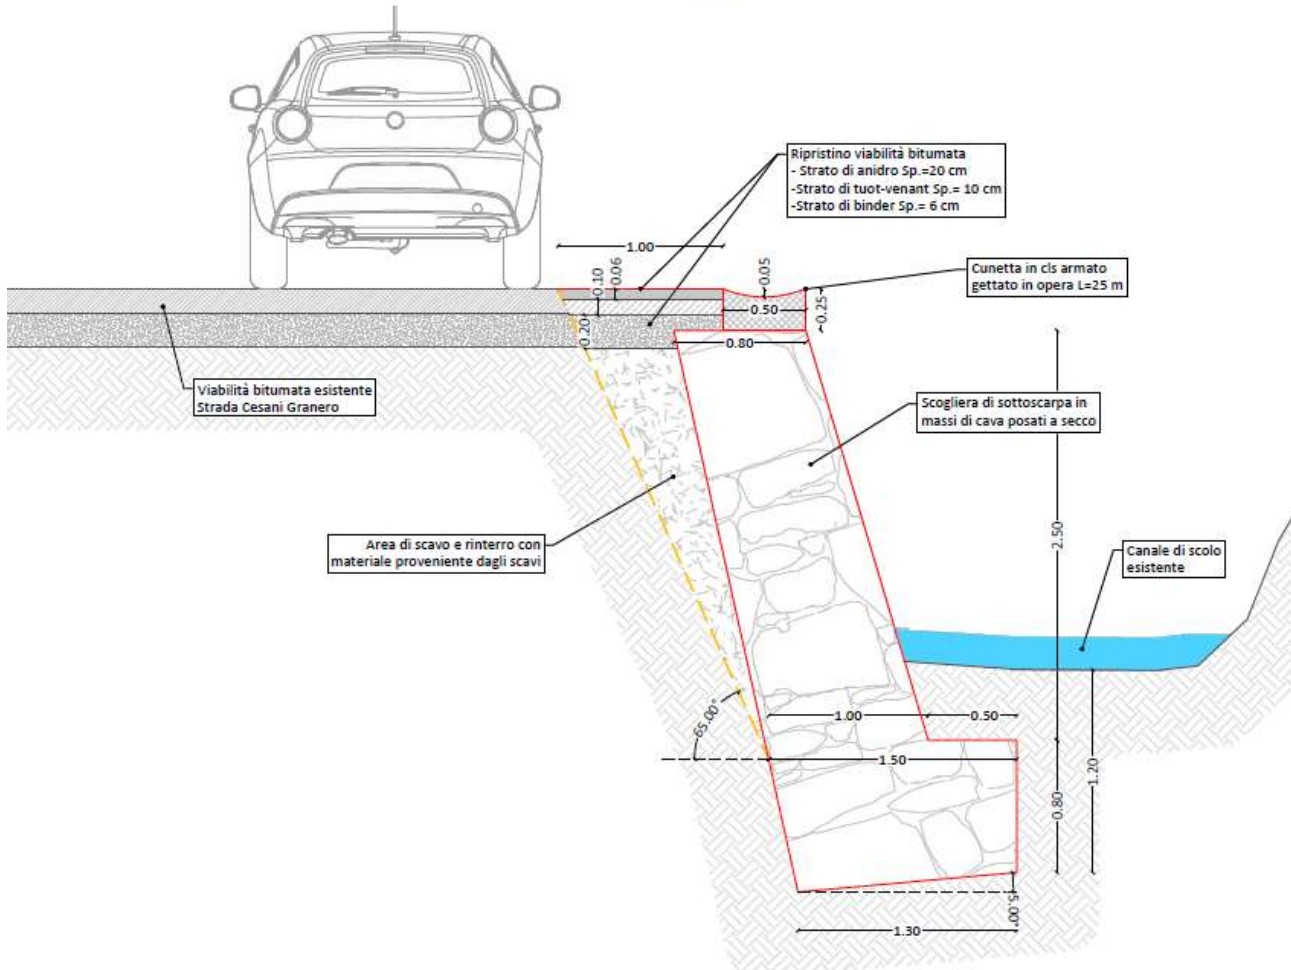 Ripristino viabilità bitumata
- Strato di anidro Sp.=20 cm
-Strato di tuot-venant Sp.= 10 cm
-Strato di binder Sp.= 6 cm
1.00
0.10
0.06
0.05
Cunetta in cls armato
gettato in opera L=25 m
0.50
0.25
0.20
0.80
Viabilità bitumata esistente
Strada Cesani Granero
Scogliera di sottoscarpa in
massi di cava posati a secco
Area di scavo e rinterro con
materiale proveniente dagli scavi
2.50
Canale di scolo
esistente
65.00°
1.00
0.50
1.50
0.80
1.20
5.00°
1.30